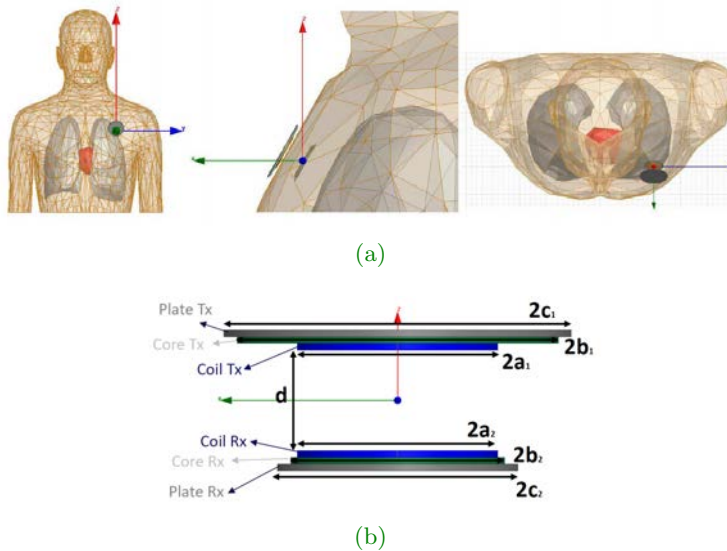 Z
Z
(a)
Z
Plate Tx
2c₁
Core Tx
2b₁
Coil Tx
2a₁
d
2a₂
Coil Rx
2b₂
Core Rx
Plate Rx
2c₂
(b)